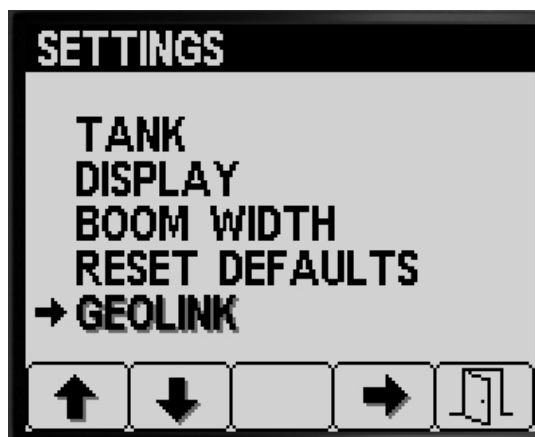 SETTINGS
TANK
DISPLAY
BOOM WIDTH
RESET DEFAULTS
GEOLINK